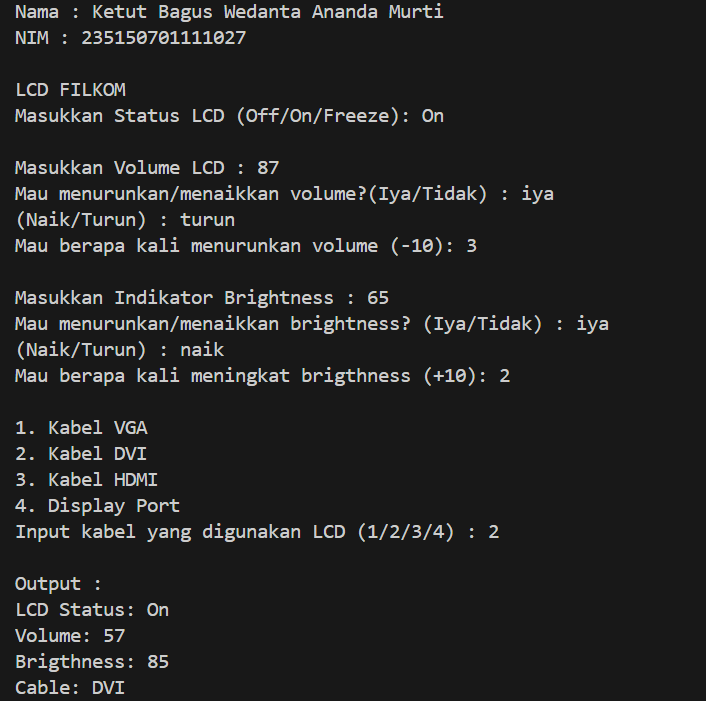 Nama : Ketut Bagus Wedanta Ananda Murti
NIM : 235150701111027
LCD FILKOM
Masukkan Status LCD (Off/On/Freeze): On
Masukkan Volume LCD : 87
Mau menurunkan/menaikkan volume?(Iya/Tidak) : iya
(Naik/Turun) : turun
Mau berapa kali menurunkan volume (-10): 3
Masukkan Indikator Brightness : 65
Mau menurunkan/menaikkan brightness? (Iya/Tidak) : iya
(Naik/Turun) : naik
Mau berapa kali meningkat brigthness (+10): 2
1. Kabel VGA
2. Kabel DVI
3. Kabel HDMI
4. Display Port
Input kabel yang digunakan LCD (1/2/3/4) : 2
Output :
LCD Status: On
Volume: 57
Brigthness: 85
Cable: DVI